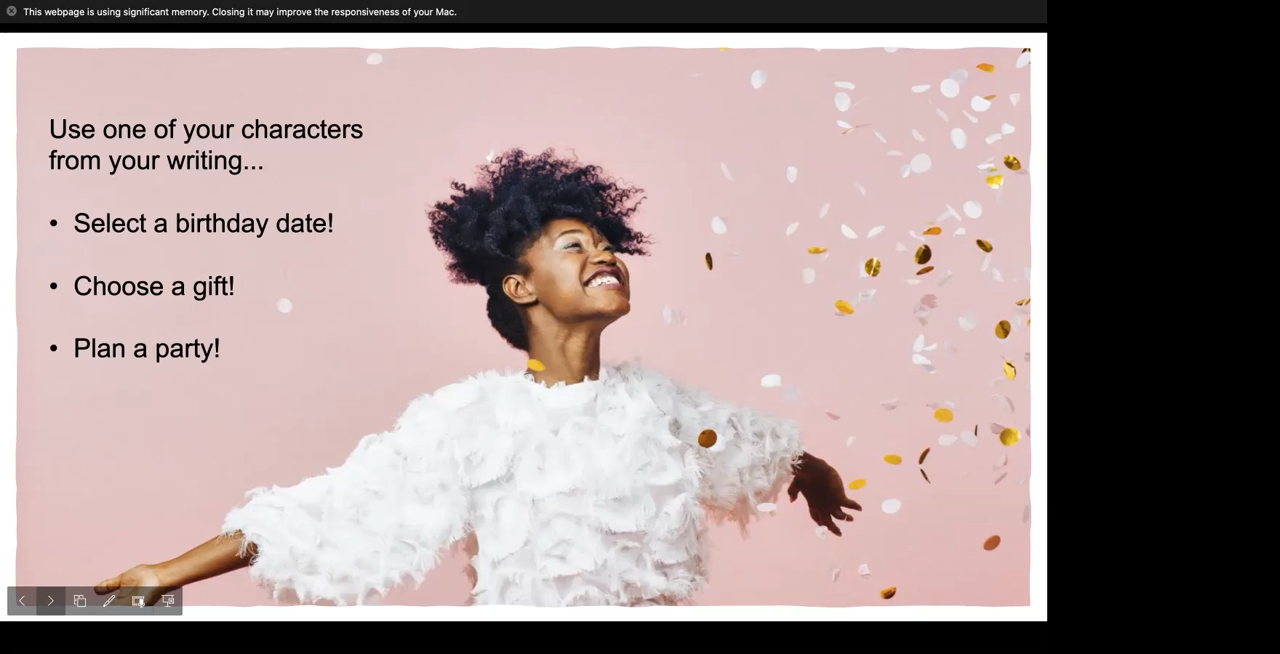 This webpage is using significant memory. Closing it may improve the responsiveness of your Mac.
Use one of your characters
from your writing...
• Select a birthday date!
• Choose a gift!
• Plan a party!